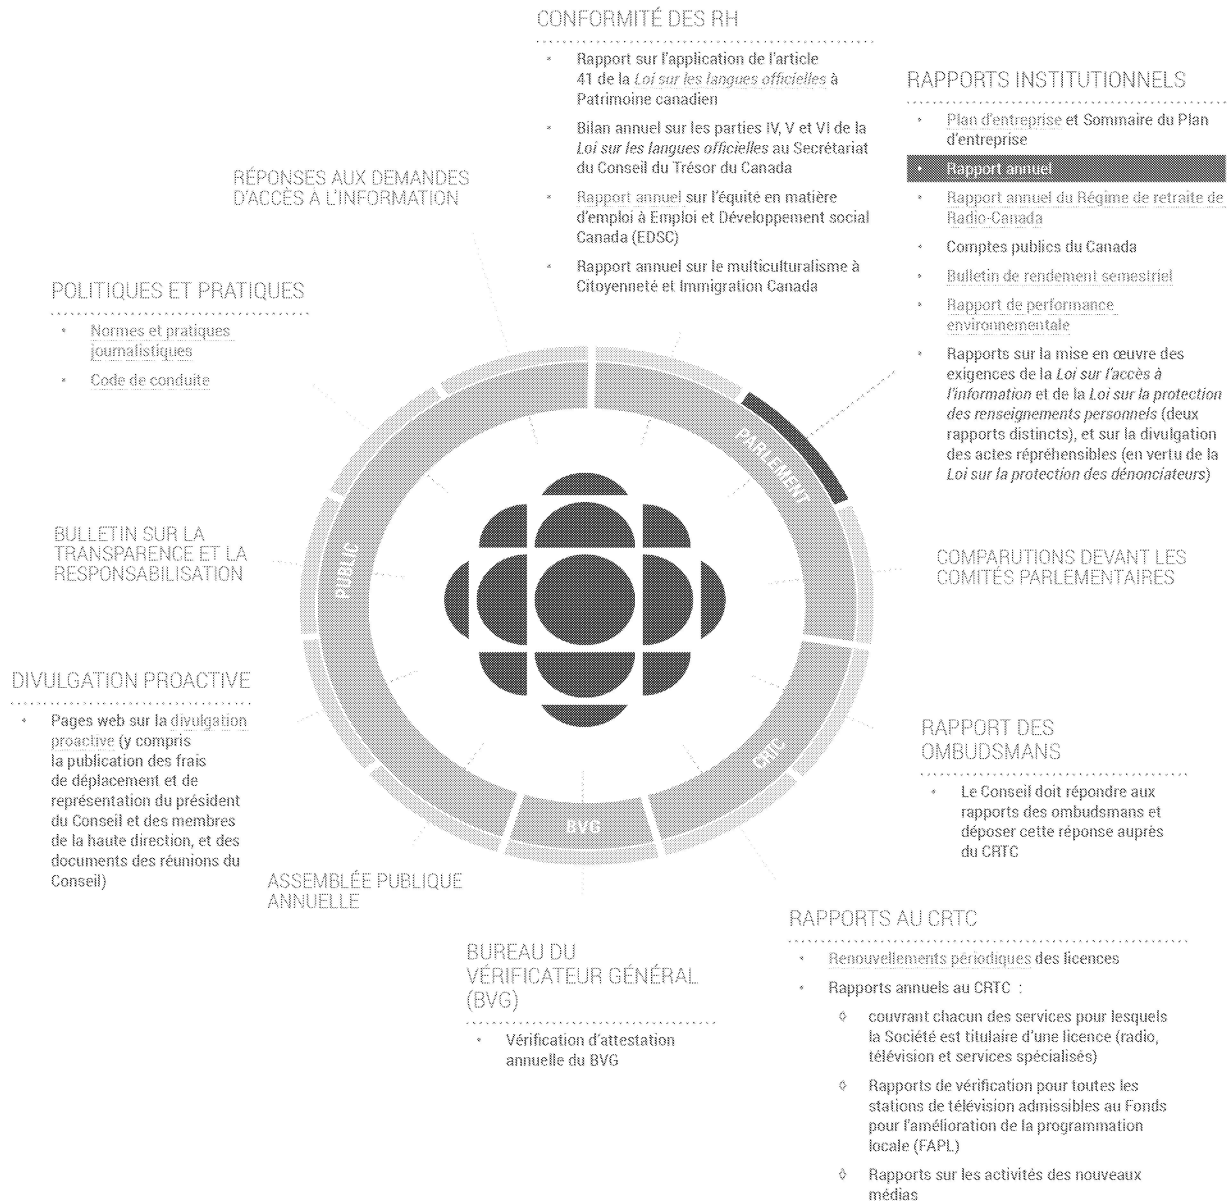 CONFORMITÉ DES RH
• Rapport sur l'application de l'article
41 de la Loi sur les langues officielles à
Patrimoine canadien
• Bilan annuel sur les parties IV, V et VI de la
Loi sur les langues officielles au Secrétariat
du Conseil du Trésor du Canada
• Rapport annuel sur l'équité en matière
d'emploi à Emploi et Développement social
Canada (EDSC)
• Rapport annuel sur le multiculturalisme à
Citoyenneté et Immigration Canada
RAPPORTS INSTITUTIONNELS
• Plan d'entreprise et Sommaire du Plan
d'entreprise
• Rapport annuel
• Rapport annuel du Régime de retraite de
Radio-Canada
• Comptes publics du Canada
• Bulletin de rendement semestriel
• Rapport de performance
environnementale
• Rapports sur la mise en œuvre des
exigences de la Loi sur l'accès à
l'information et de la Loi sur la protection
des renseignements personnels (deux
rapports distincts), et sur la divulgation
des actes répréhensibles (en vertu de la
Loi sur la protection des dénonciateurs)
RÉPONSES AUX DEMANDES
D'ACCÈS À L'INFORMATION
POLITIQUES ET PRATIQUES
• Normes et pratiques
journalistiques
• Code de conduite
PARLEMENT
PUBLIC
CRTC
BVG
BULLETIN SUR LA
TRANSPARENCE ET LA
RESPONSABILISATION
COMPARUTIONS DEVANT LES
COMITÉS PARLEMENTAIRES
DIVULGATION PROACTIVE
• Pages web sur la divulgation
proactive (y compris
la publication des frais
de déplacement et de
représentation du président
du Conseil et des membres
de la haute direction, et des
documents des réunions du
Conseil)
RAPPORT DES
OMBUDSMANS
• Le Conseil doit répondre aux
rapports des ombudsmans et
déposer cette réponse auprès
du CRTC
ASSEMBLÉE PUBLIQUE
ANNUELLE
BUREAU DU
VÉRIFICATEUR GÉNÉRAL
(BVG)
• Vérification d'attestation
annuelle du BVG
RAPPORTS AU CRTC
• Renouvellements périodiques des licences
• Rapports annuels au CRTC :
◊ couvrant chacun des services pour lesquels
la Société est titulaire d'une licence (radio,
télévision et services spécialisés)
◊ Rapports de vérification pour toutes les
stations de télévision admissibles au Fonds
pour l'amélioration de la programmation
locale (FAPL)
◊ Rapports sur les activités des nouveaux
médias